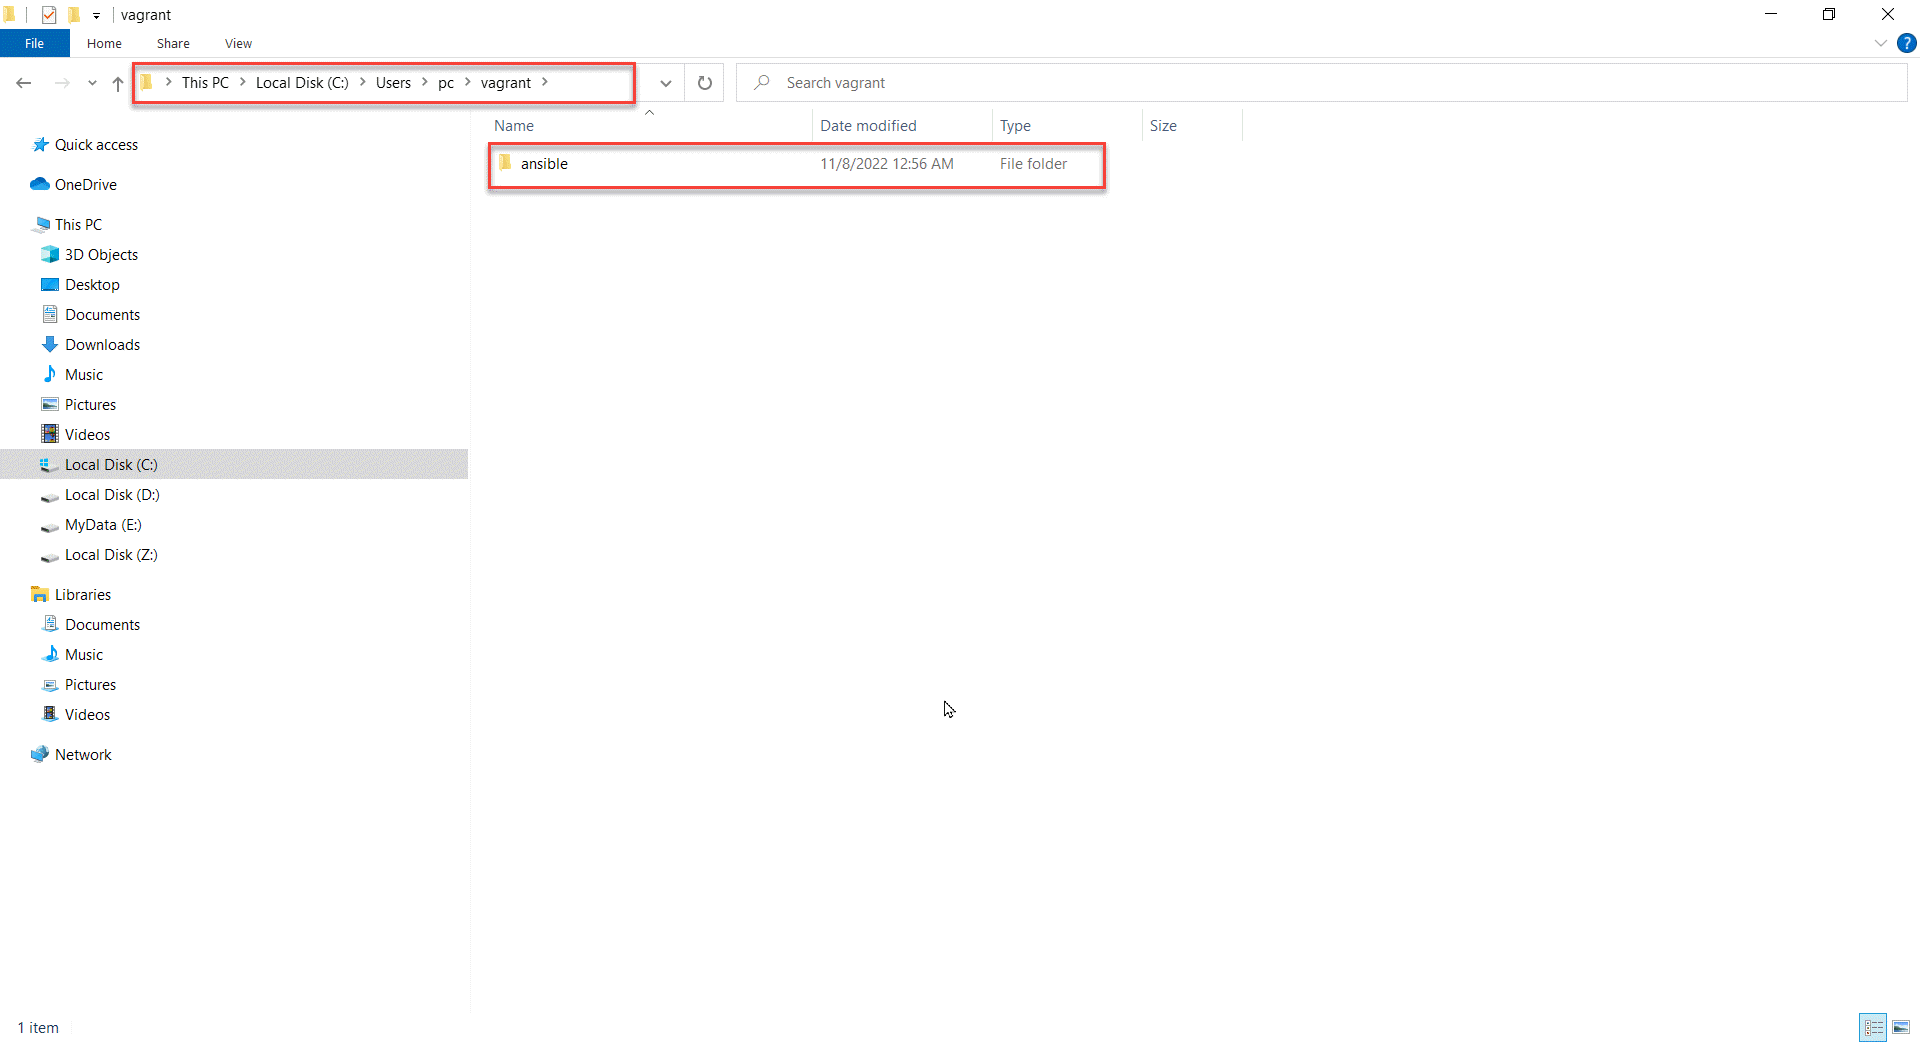 vagrant
File Home Share View
This PC Local Disk (C:) Users pc vagrant
Search vagrant
Name Date modified Type Size
ansible 11/8/2022 12:56 AM File folder
Quick access
OneDrive
This PC
3D Objects
Desktop
Documents
Downloads
Music
Pictures
Videos
Local Disk (C:)
Local Disk (D:)
MyData (E:)
Local Disk (Z:)
Libraries
Documents
Music
Pictures
Videos
Network
1 item